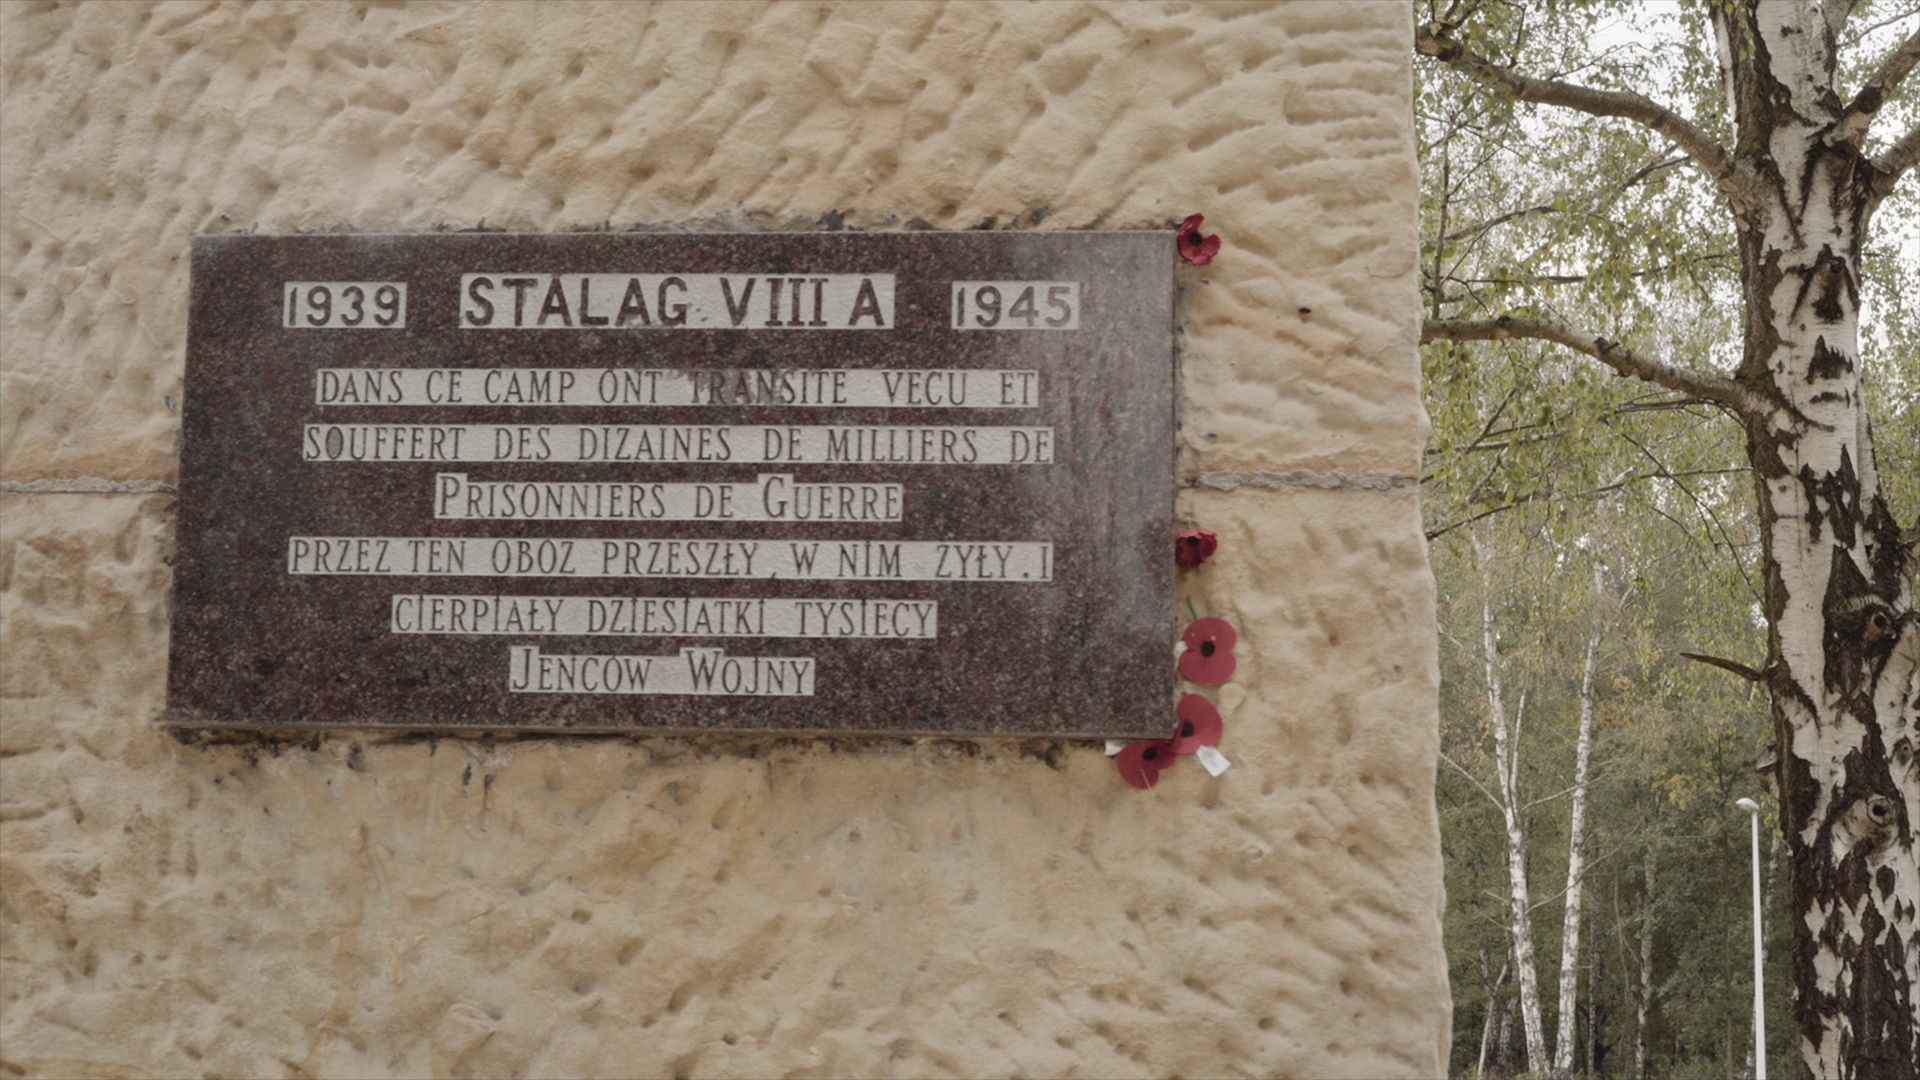 1939 STALAG VIII A 1945
DANS CE CAMP ONT TRANSITE VECU ET
SOUFFERT DES DIZAINES DE MILLIERS DE
PRISONNIERS DE GUERRE
PRZEZ TEN OBOZ PRZESZŁY, W NIM ZYŁY. I
CIERPIAŁY DZIESIATKI TYSIECY
JENCÓW WOJNY